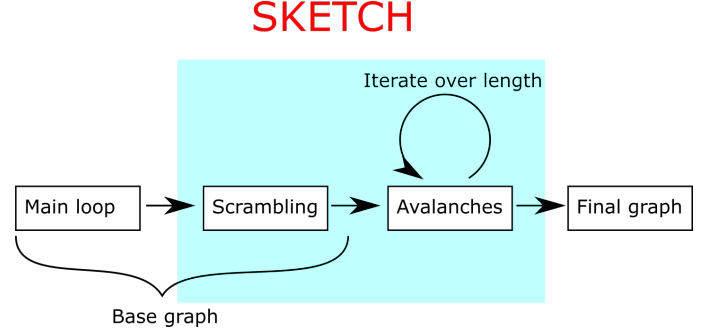 SKETCH
Iterate over length
Main loop
Scrambling
Avalanches
Final graph
Base graph